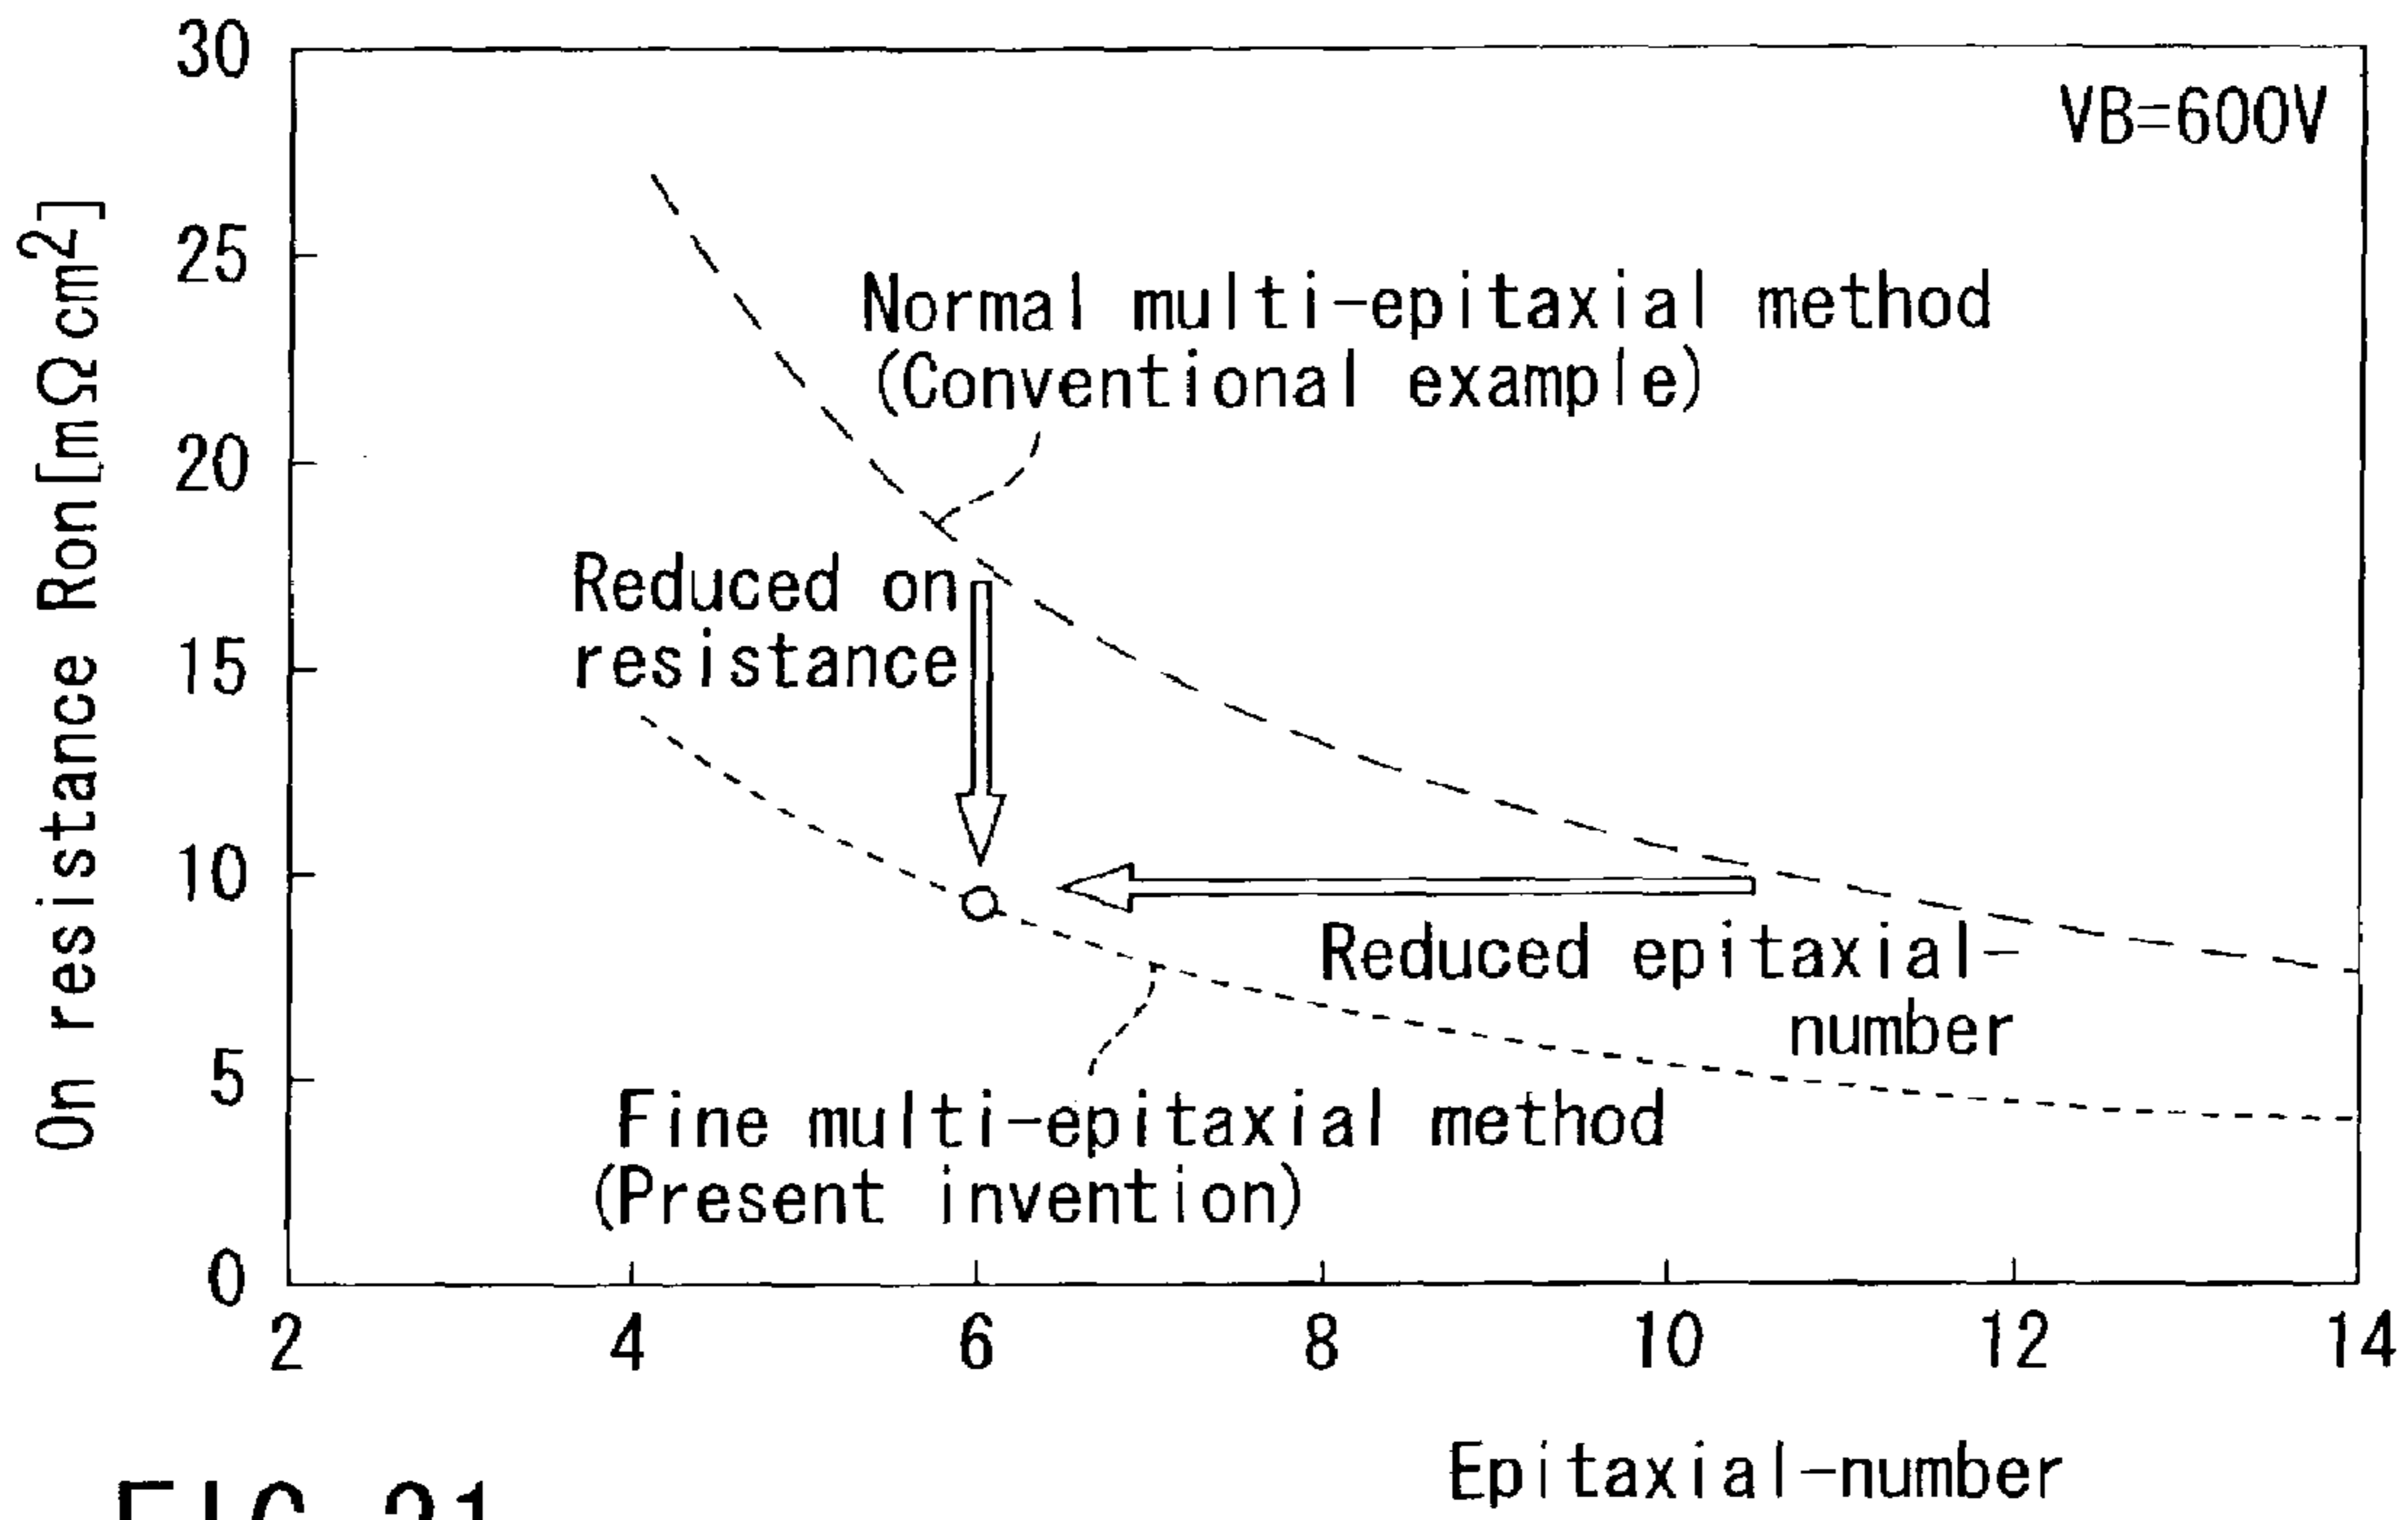 30
25
20
15
10
5
0
On resistance Ron[mΩcm²]
VB=600V
Normal multi-epitaxial method
(Conventional example)
Reduced on
resistance
Reduced epitaxial-
number
Fine multi-epitaxial method
(Present invention)
2 4 6 8 10 12 14
Epitaxial-number